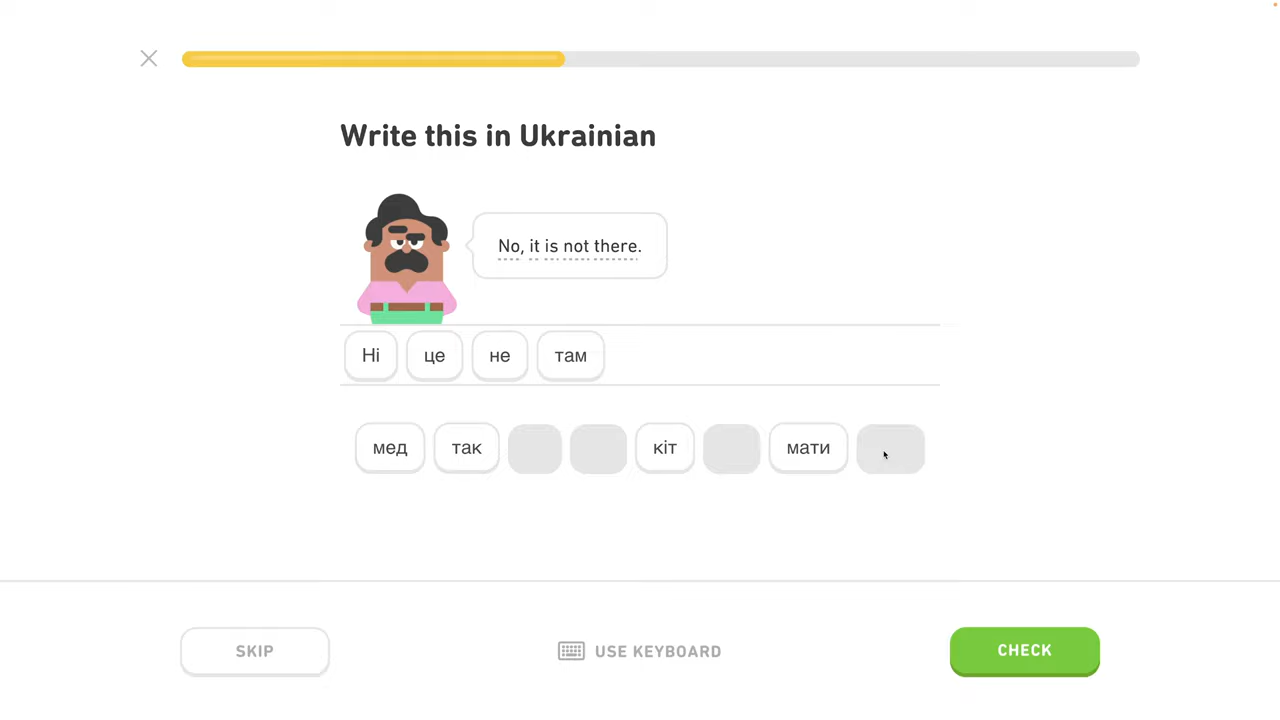 Write this in Ukrainian
No, it is not there.
Ні це не там
мед так кіт мати
SKIP USE KEYBOARD CHECK